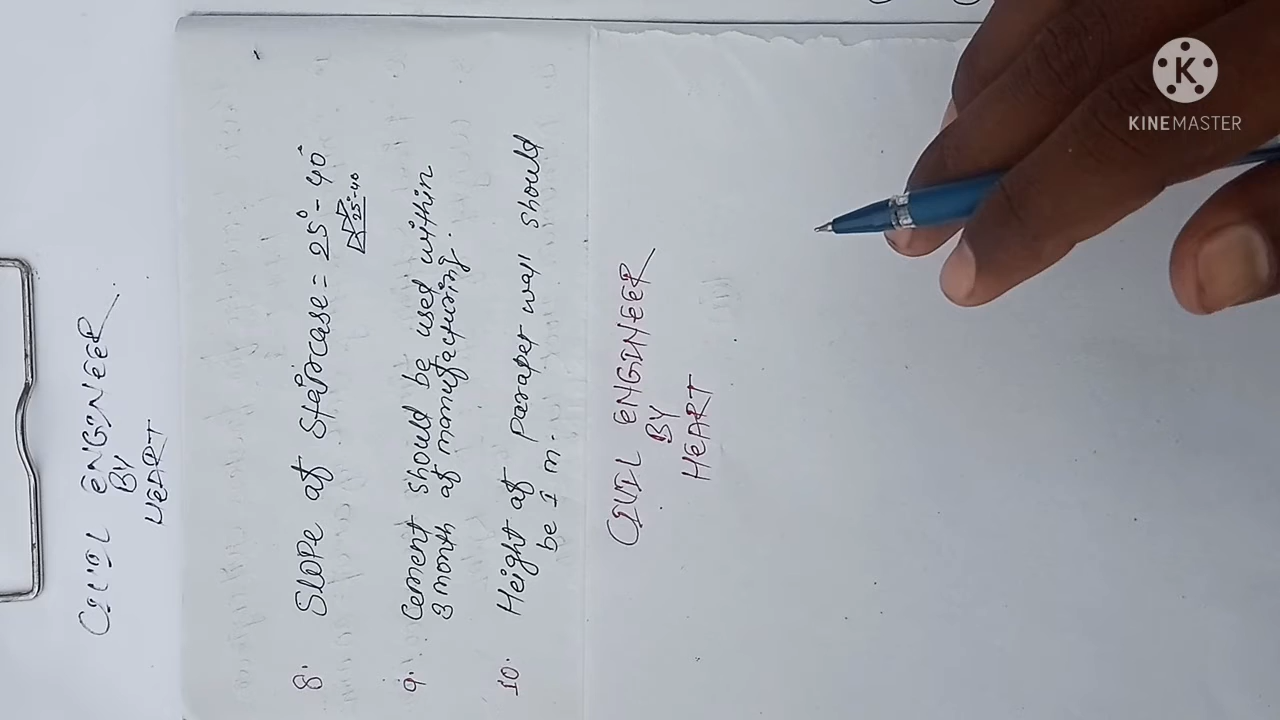 CIVIL ENGINEER
BY
HEART
8. Slope of Staircase = 25° - 40°
25°-40
9. Cement should be used within
3 month of manufacturing.
10. Height of Parapet wall should
be 1 m.
CIVIL ENGINEER
BY
HEART
K
KINEMASTER